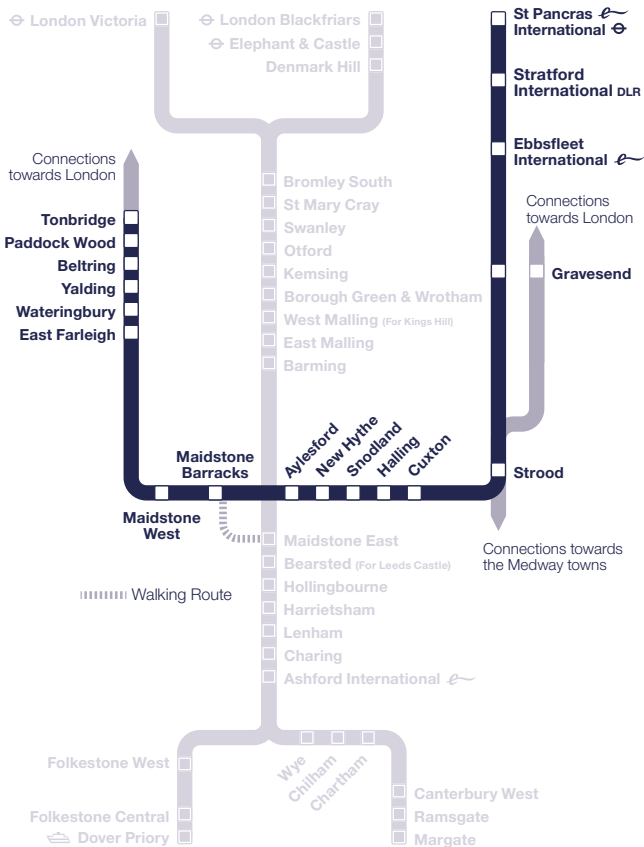 London Victoria
London Blackfriars
Elephant & Castle
Denmark Hill
St Pancras
International
Stratford
International DLR
Ebbsfleet
International
Connections
towards London
Tonbridge
Paddock Wood
Beltring
Yalding
Wateringbury
East Farleigh
Bromley South
St Mary Cray
Swanley
Otford
Kemsing
Borough Green & Wrotham
West Malling (For Kings Hill)
East Malling
Barming
Connections
towards London
Gravesend
Maidstone
Barracks
Aylesford
New Hythe
Snodland
Halling
Cuxton
Strood
Maidstone
West
Connections towards
the Medway towns
Maidstone East
Bearsted (For Leeds Castle)
Hollingbourne
Harrietsham
Lenham
Charing
Ashford International
Walking Route
Folkestone West
Folkestone Central
Dover Priory
Wye
Chilham
Chartham
Canterbury West
Ramsgate
Margate